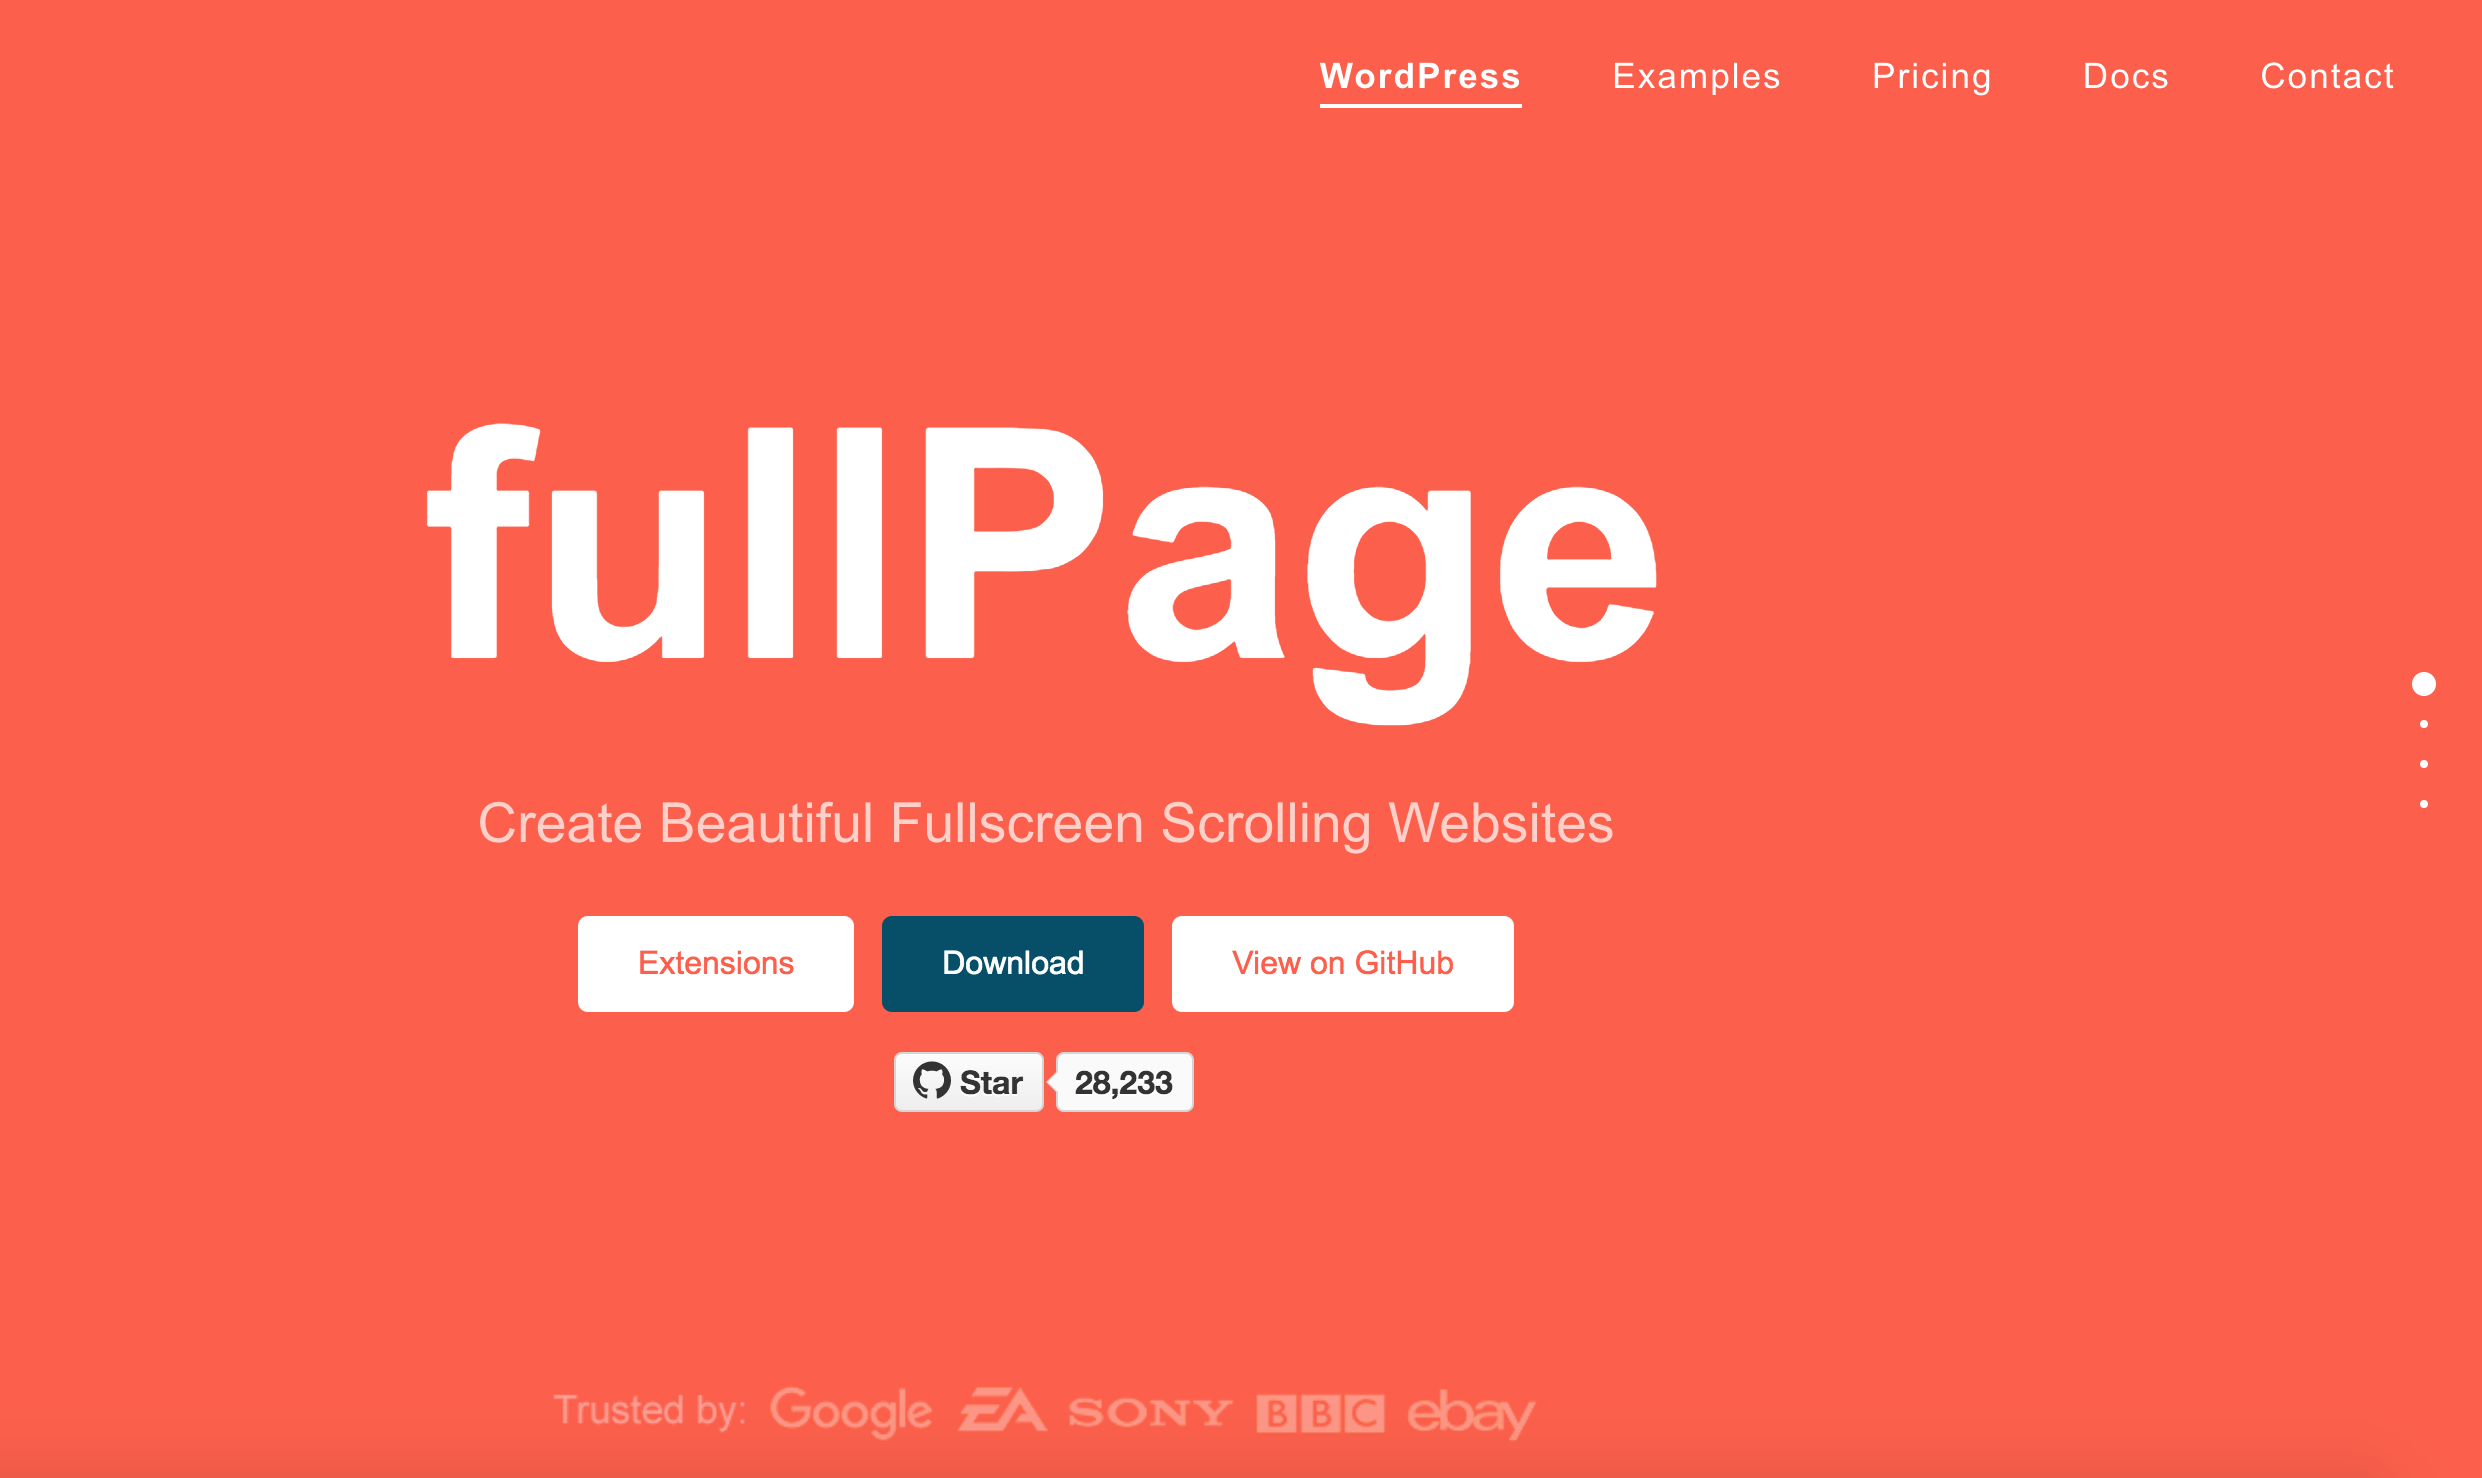 WordPress Examples Pricing Docs Contact
fullPage
Create Beautiful Fullscreen Scrolling Websites
Extensions Download View on GitHub
Star 28,233
Trusted by: Google EA SONY BBC ebay